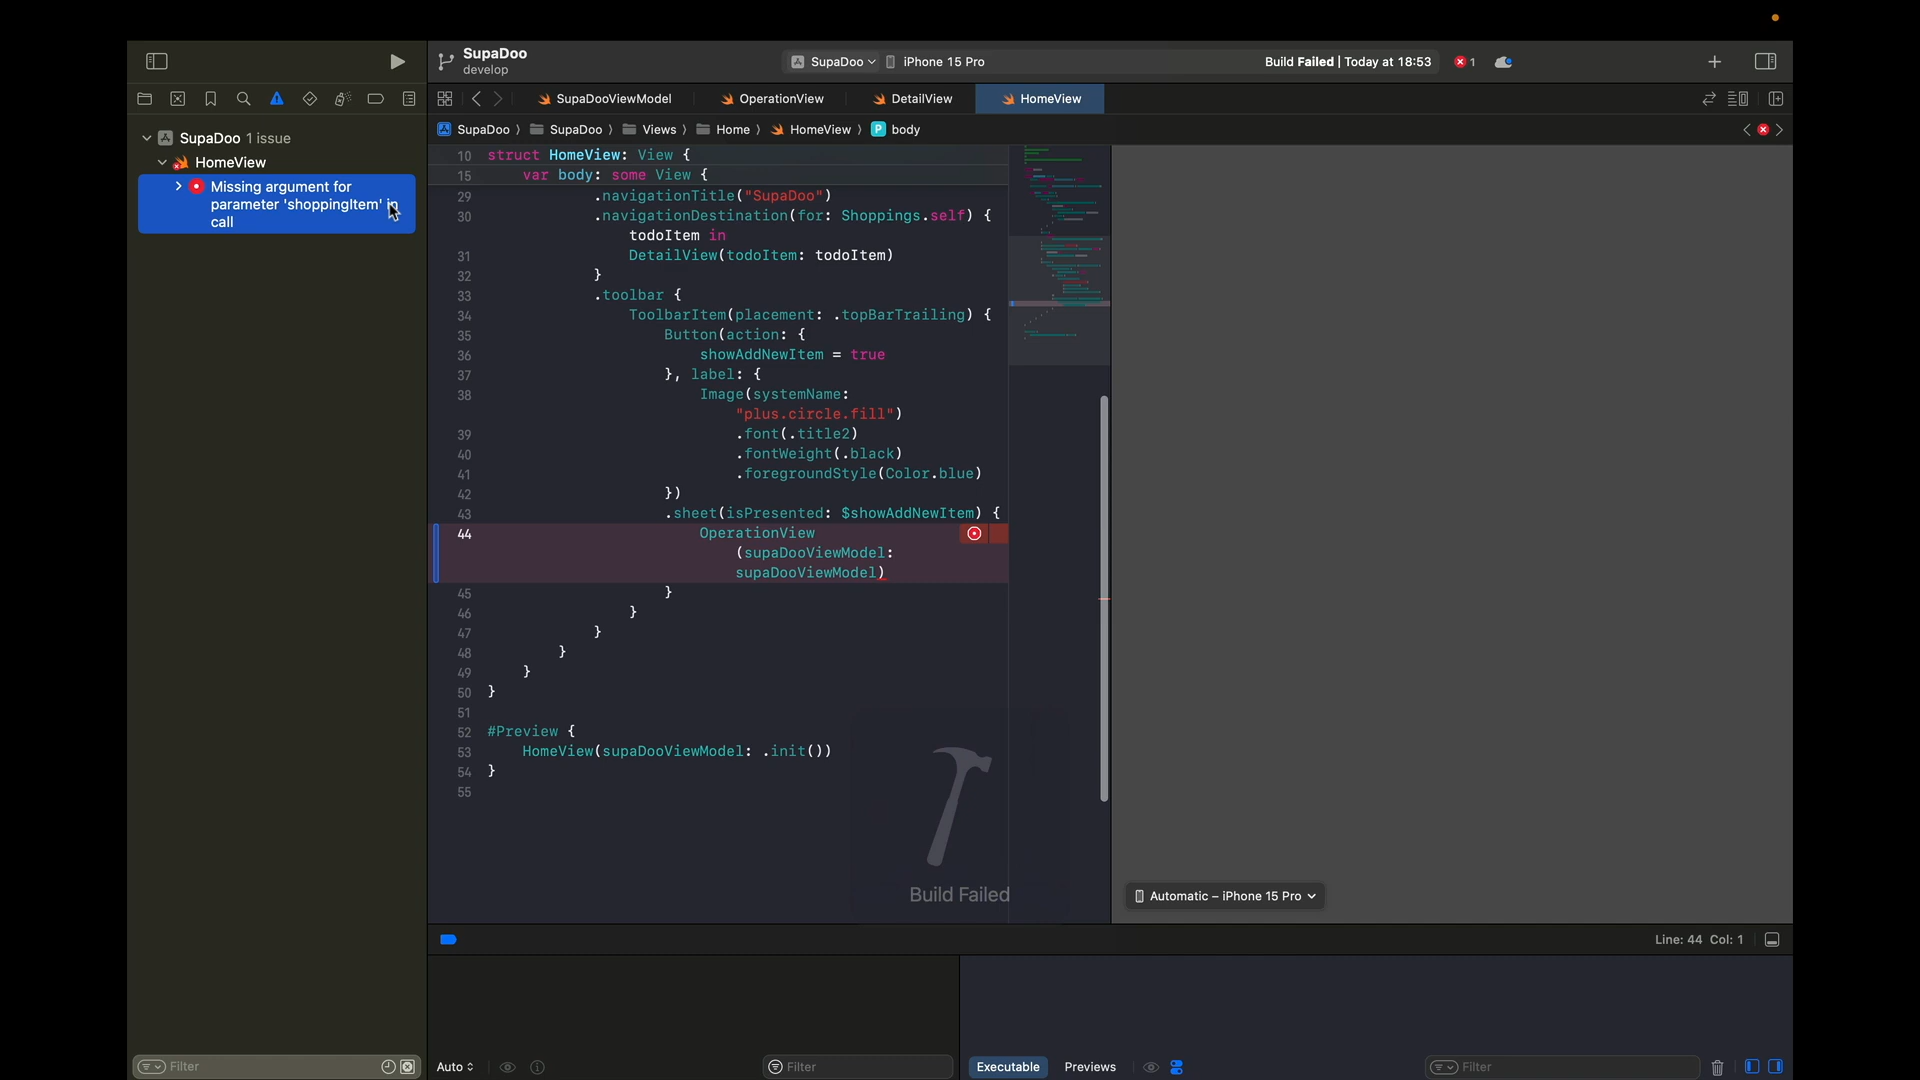 SupaDoo
develop
SupaDoo
iPhone 15 Pro
Build Failed | Today at 18:53
1
SupaDooViewModel
OperationView
DetailView
HomeView
SupaDoo 1 issue
HomeView
Missing argument for
parameter 'shoppingItem' in
call
SupaDoo
SupaDoo
Views
Home
HomeView
P
body
10 struct HomeView: View {
15 var body: some View {
29 .navigationTitle("SupaDoo")
30 .navigationDestination(for: Shoppings.self) {
todoItem in
31 DetailView(todoItem: todoItem)
32 }
33 .toolbar {
34 ToolbarItem(placement: .topBarTrailing) {
35 Button(action: {
36 showAddNewItem = true
37 }, label: {
38 Image(systemName:
"plus.circle.fill")
39 .font(.title2)
40 .fontWeight(.black)
41 .foregroundStyle(Color.blue)
42 })
43 .sheet(isPresented: $showAddNewItem) {
44 OperationView
(supaDooViewModel:
supaDooViewModel)
45 }
46 }
47 }
48 }
49 }
50 }
51
52 #Preview {
53 HomeView(supaDooViewModel: .init())
54 }
55
Build Failed
Automatic – iPhone 15 Pro
Line: 44 Col: 1
Filter
Auto
Filter
Executable
Previews
Filter